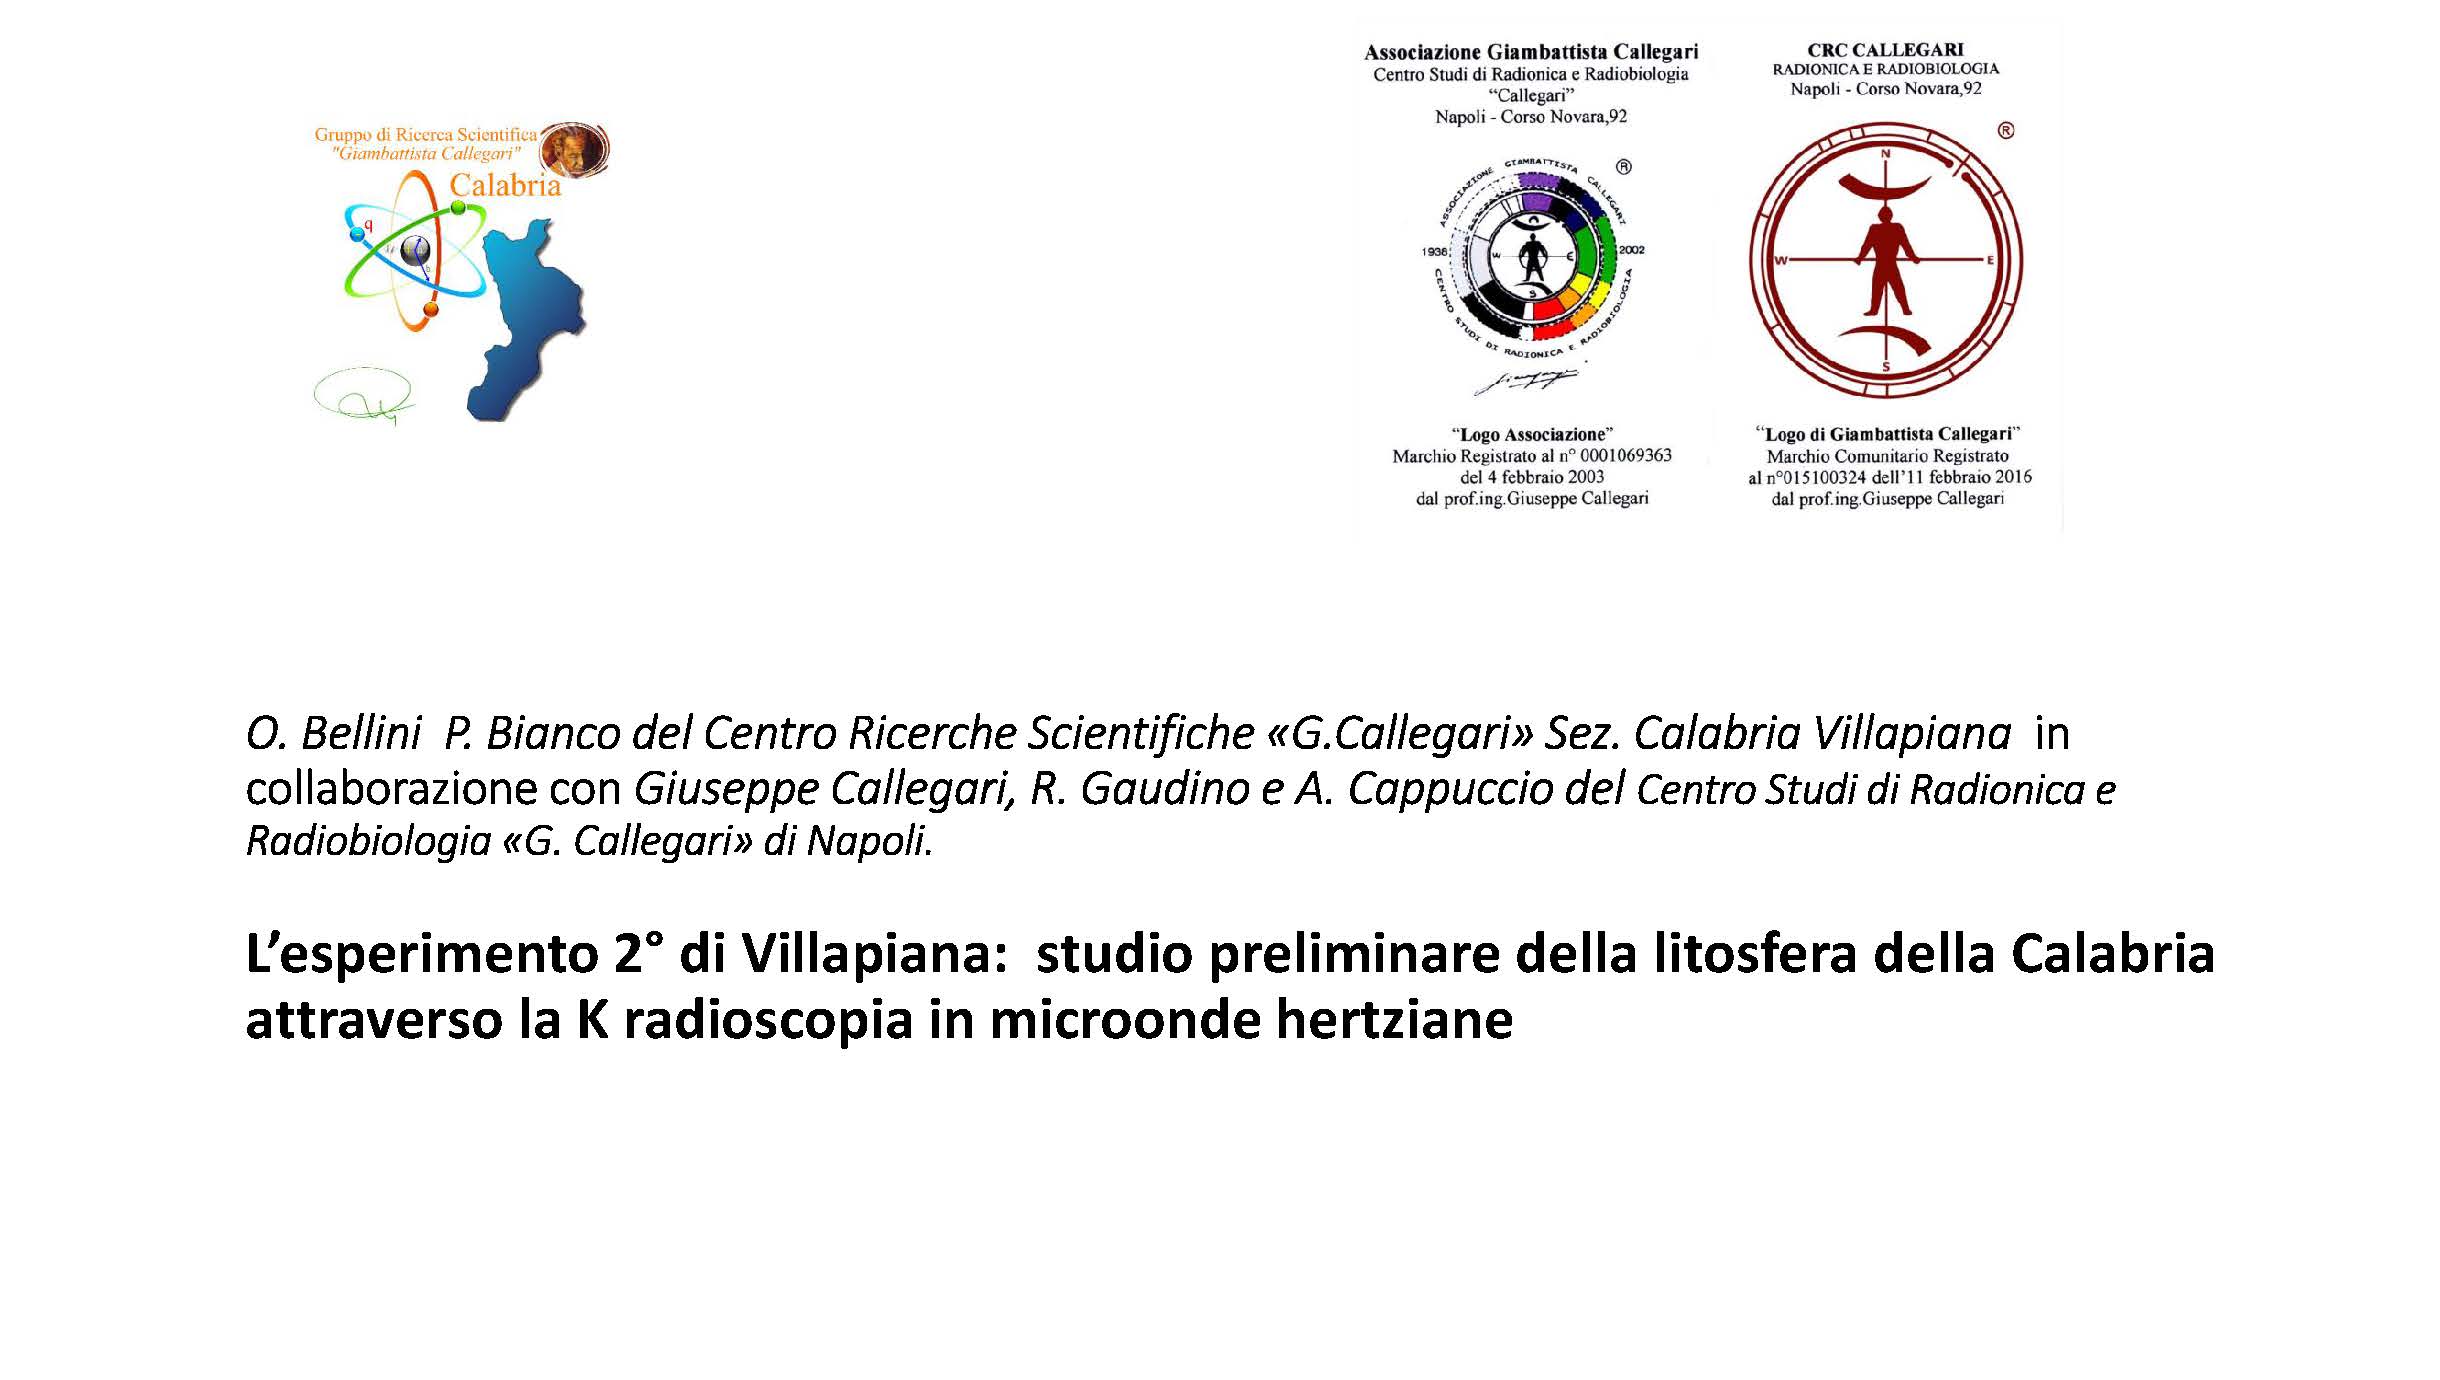 Gruppo di Ricerca Scientifica
"Giambattista Callegari"
Calabria
q
b
Associazione Giambattista Callegari
Centro Studi di Radionica e Radiobiologia
“Callegari”
Napoli - Corso Novara,92
ASSOCIAZIONE GIAMBATTISTA CALLEGARI
®
1936
2002
W
E
S
CENTRO STUDI DI RADIONICA E RADIOBIOLOGIA
“Logo Associazione”
Marchio Registrato al n° 0001069363
del 4 febbraio 2003
dal prof.ing.Giuseppe Callegari
CRC CALLEGARI
RADIONICA E RADIOBIOLOGIA
Napoli - Corso Novara,92
®
N
W
E
S
“Logo di Giambattista Callegari”
Marchio Comunitario Registrato
al n°015100324 dell’11 febbraio 2016
dal prof.ing.Giuseppe Callegari
O. Bellini P. Bianco del Centro Ricerche Scientifiche «G.Callegari» Sez. Calabria Villapiana in
collaborazione con Giuseppe Callegari, R. Gaudino e A. Cappuccio del Centro Studi di Radionica e
Radiobiologia «G. Callegari» di Napoli.
L’esperimento 2° di Villapiana: studio preliminare della litosfera della Calabria
attraverso la K radioscopia in microonde hertziane